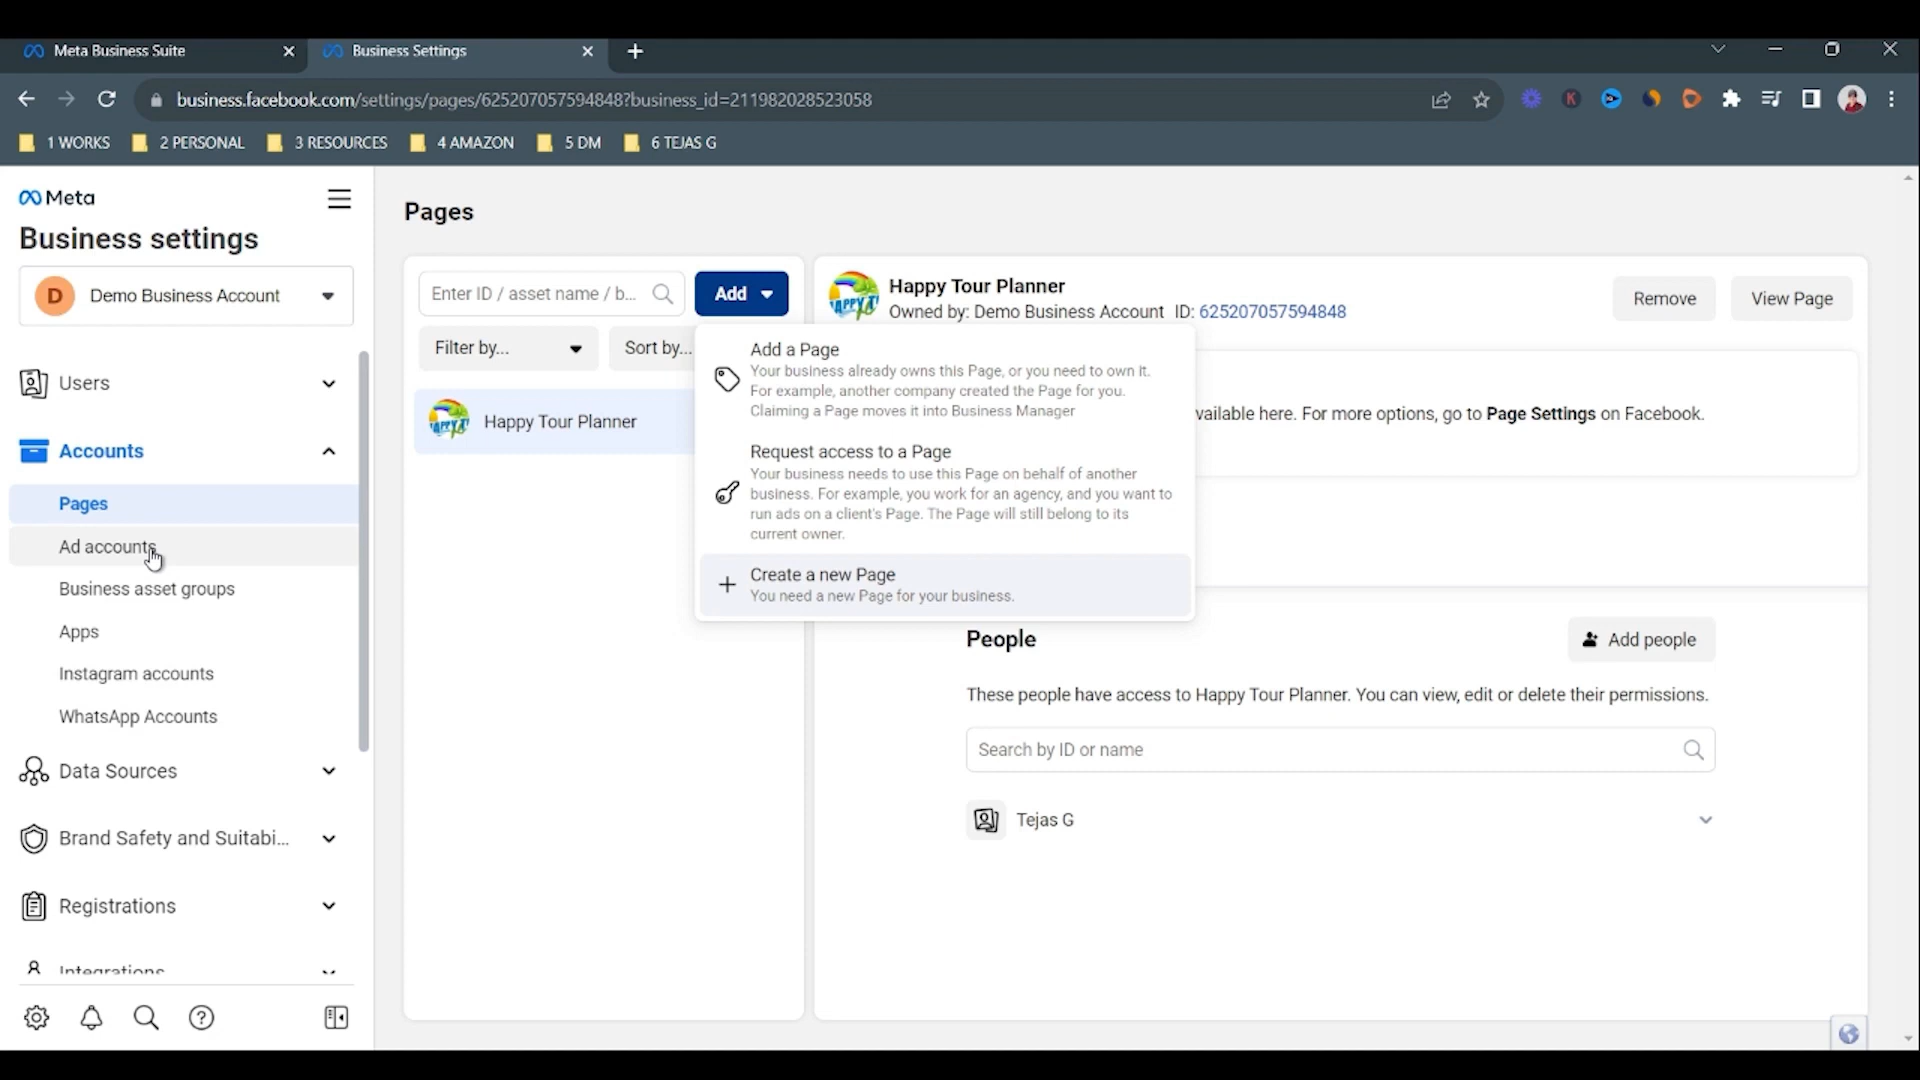 Meta Business Suite
Business Settings
business.facebook.com/settings/pages/625207057594848?business_id=211982028523058
1 WORKS
2 PERSONAL
3 RESOURCES
4 AMAZON
5 DM
6 TEJAS G
Meta
Business settings
D
Demo Business Account
Users
Accounts
Pages
Ad accounts
Business asset groups
Apps
Instagram accounts
WhatsApp Accounts
Data Sources
Brand Safety and Suitabi...
Registrations
Integrations
Pages
Enter ID / asset name / b...
Add
Filter by...
Sort by...
Happy Tour Planner
Add a Page
Your business already owns this Page, or you need to own it.
For example, another company created the Page for you.
Claiming a Page moves it into Business Manager
Request access to a Page
Your business needs to use this Page on behalf of another
business. For example, you work for an agency, and you want to
run ads on a client's Page. The Page will still belong to its
current owner.
Create a new Page
You need a new Page for your business.
Happy Tour Planner
Owned by: Demo Business Account ID: 625207057594848
Remove
View Page
vailable here. For more options, go to Page Settings on Facebook.
People
Add people
These people have access to Happy Tour Planner. You can view, edit or delete their permissions.
Search by ID or name
Tejas G